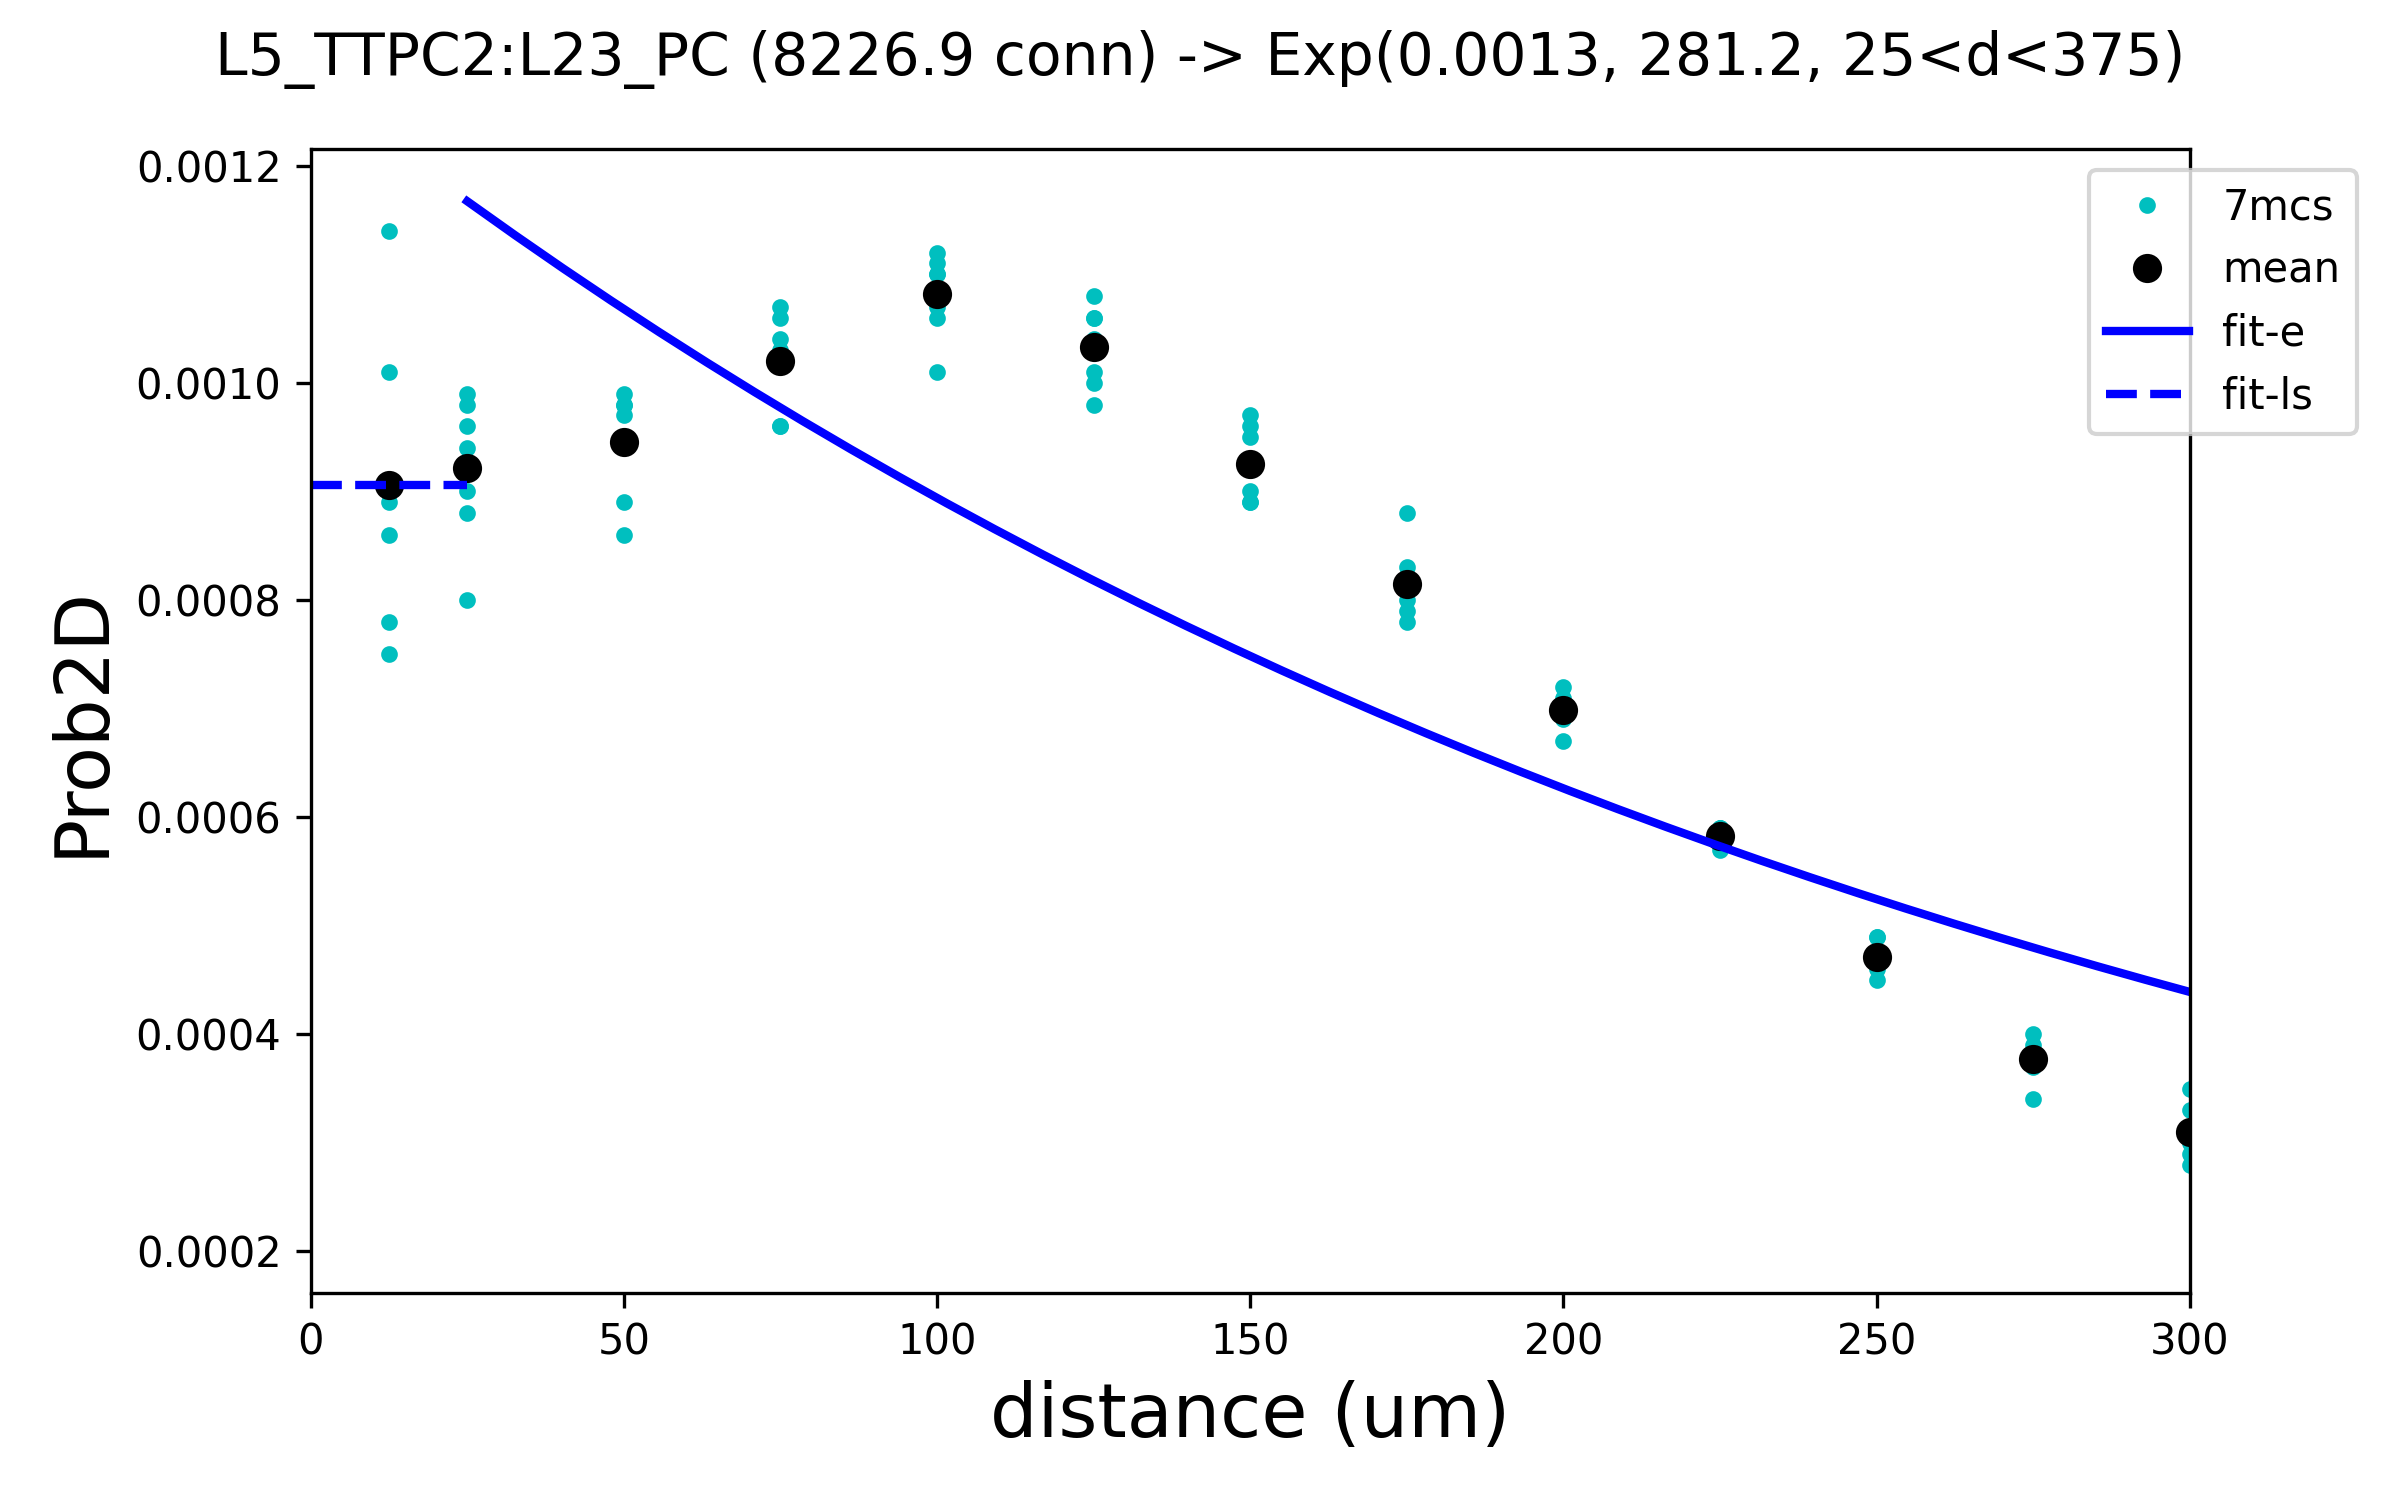 L5_TTPC2:L23_PC (8226.9 conn) -> Exp(0.0013, 281.2, 25<d<375)
0.0012
0.0010
0.0008
0.0006
0.0004
0.0002
Prob2D
7mcs
mean
fit-e
fit-ls
0 50 100 150 200 250 300
distance (um)